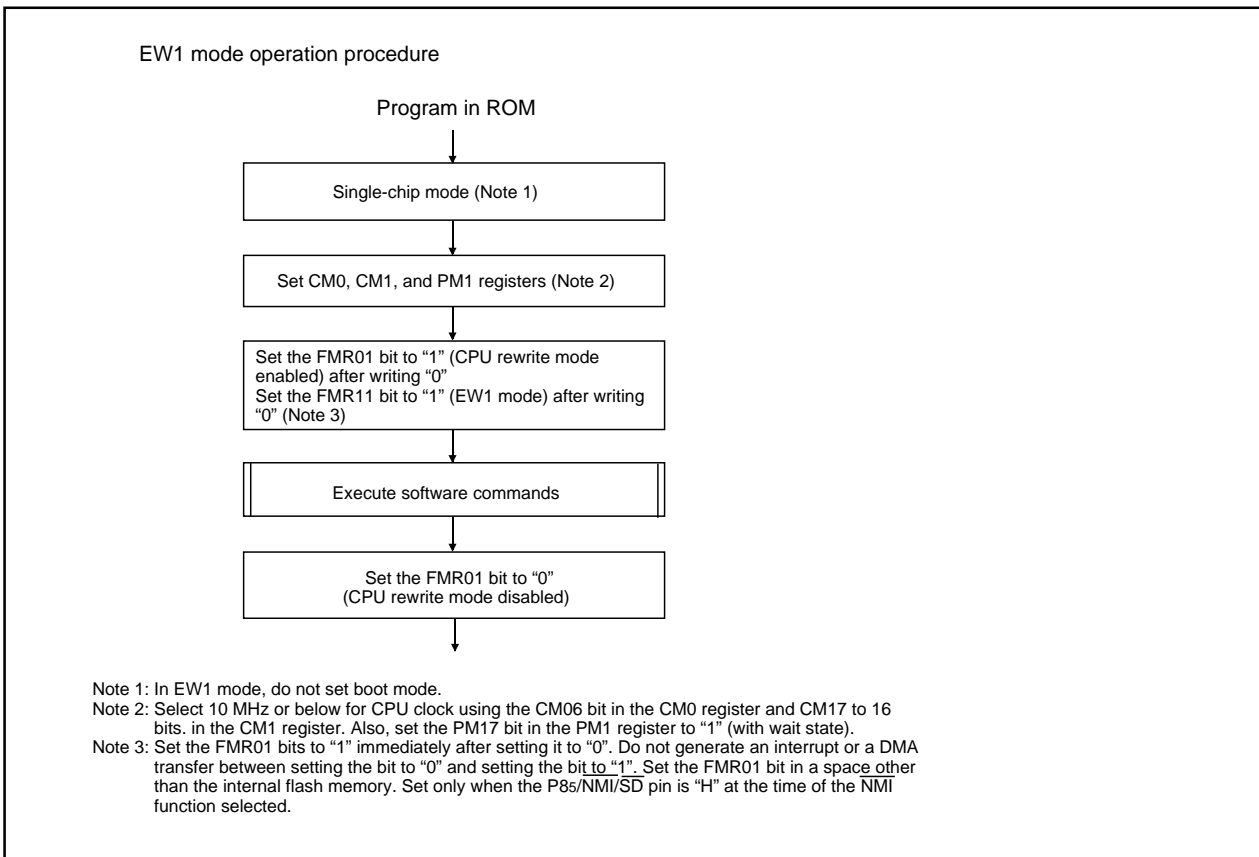 EW1 mode operation procedure
Program in ROM
Single-chip mode (Note 1)
Set CM0, CM1, and PM1 registers (Note 2)
Set the FMR01 bit to “1” (CPU rewrite mode
enabled) after writing “0”
Set the FMR11 bit to “1” (EW1 mode) after writing
“0” (Note 3)
Execute software commands
Set the FMR01 bit to “0”
(CPU rewrite mode disabled)
Note 1: In EW1 mode, do not set boot mode.
Note 2: Select 10 MHz or below for CPU clock using the CM06 bit in the CM0 register and CM17 to 16
bits. in the CM1 register. Also, set the PM17 bit in the PM1 register to “1” (with wait state).
Note 3: Set the FMR01 bits to “1” immediately after setting it to “0”. Do not generate an interrupt or a DMA
transfer between setting the bit to “0” and setting the bit to “1”. Set the FMR01 bit in a space other
than the internal flash memory. Set only when the P85/NMI/SD pin is “H” at the time of the NMI
function selected.